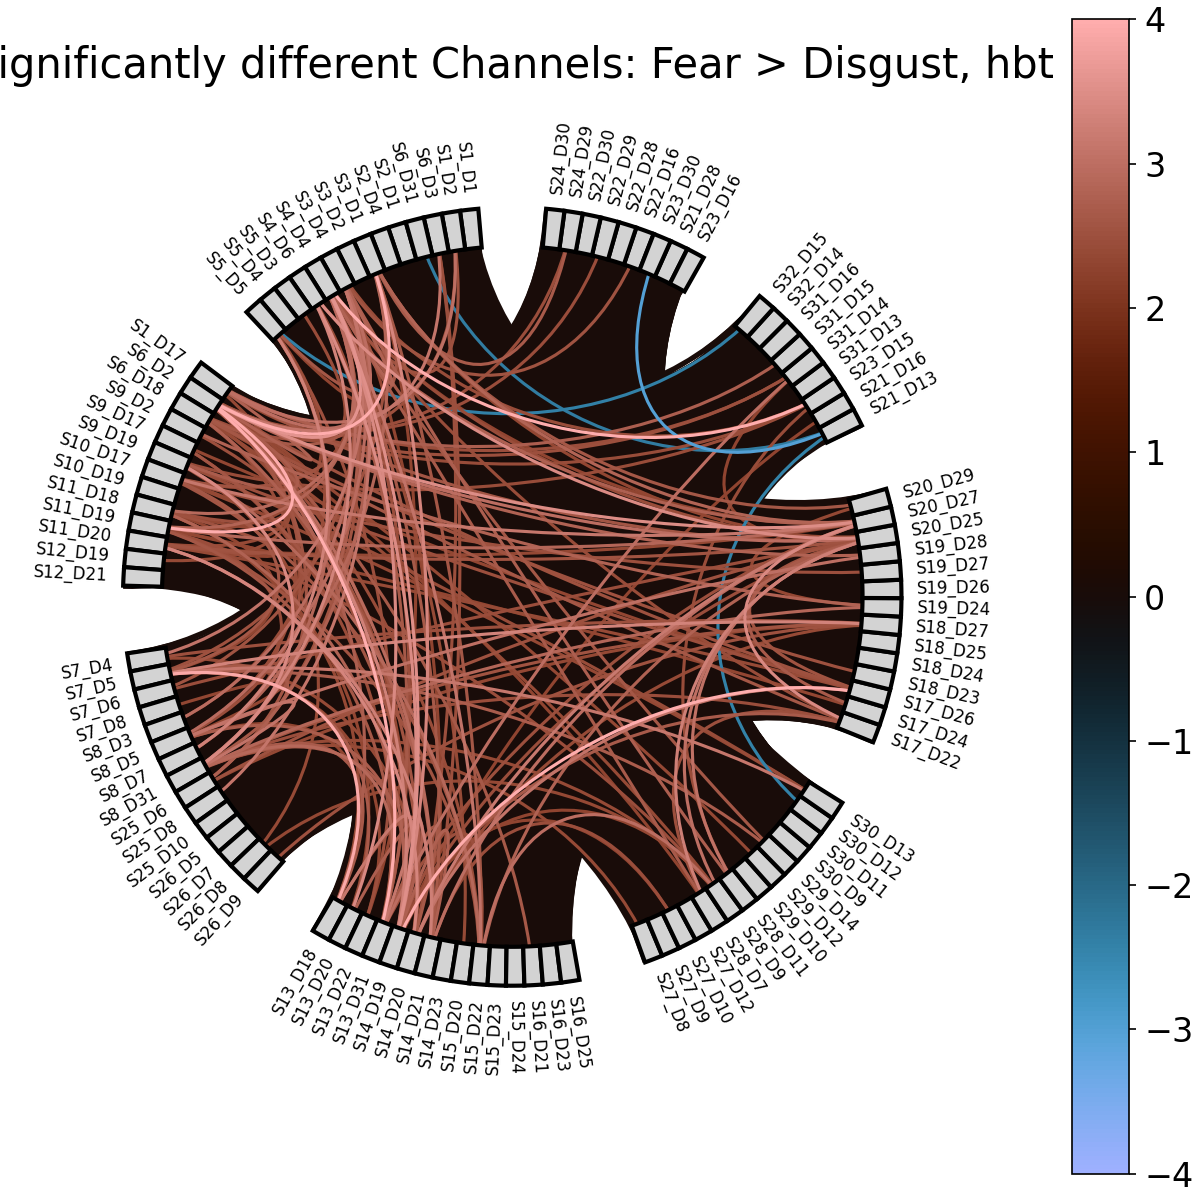 ignificantly different Channels: Fear > Disgust, hbt
4
3
2
1
0
−1
−2
−3
−4
S1_D1
S1_D2
S6_D3
S6_D31
S2_D1
S2_D4
S3_D1
S3_D2
S3_D4
S4_D4
S4_D6
S5_D3
S5_D4
S5_D5
S1_D17
S6_D2
S6_D18
S9_D2
S9_D17
S9_D19
S10_D17
S10_D19
S11_D18
S11_D19
S11_D20
S12_D19
S12_D21
S7_D4
S7_D5
S7_D6
S7_D8
S8_D3
S8_D5
S8_D7
S8_D31
S25_D6
S25_D8
S25_D10
S26_D5
S26_D7
S26_D8
S26_D9
S13_D18
S13_D20
S13_D22
S13_D31
S14_D19
S14_D20
S14_D21
S14_D23
S15_D20
S15_D22
S15_D23
S15_D24
S16_D21
S16_D23
S16_D25
S27_D8
S27_D9
S27_D10
S27_D12
S28_D7
S28_D9
S28_D11
S29_D10
S29_D12
S29_D14
S30_D9
S30_D11
S30_D12
S30_D13
S17_D22
S17_D24
S17_D26
S18_D23
S18_D24
S18_D25
S18_D27
S19_D24
S19_D26
S19_D27
S19_D28
S20_D25
S20_D27
S20_D29
S21_D13
S21_D16
S23_D15
S31_D13
S31_D14
S31_D15
S31_D16
S32_D14
S32_D15
S23_D16
S21_D28
S23_D30
S22_D16
S22_D28
S22_D29
S22_D30
S24_D29
S24_D30